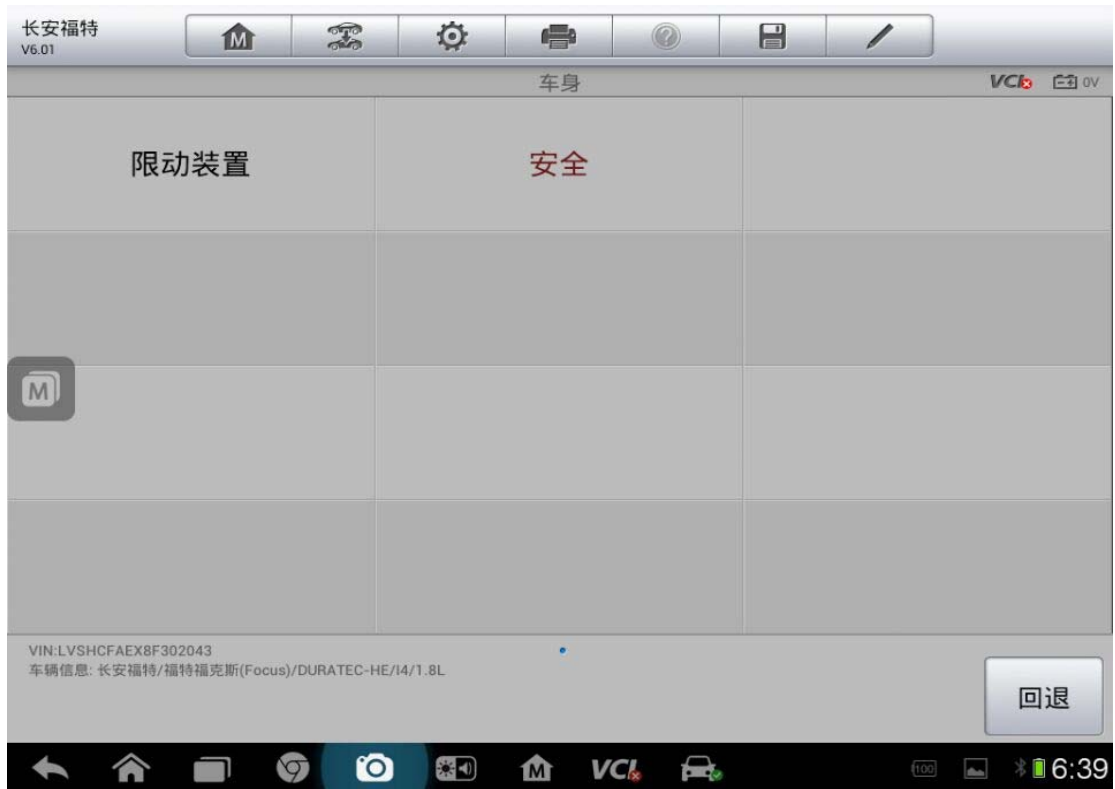 长安福特
V6.01
M
车身
VCI
0V
限动装置
安全
M
VIN:LVSHCFAEX8F302043
车辆信息: 长安福特/福特福克斯(Focus)/DURATEC-HE/I4/1.8L
回退
M
VCI
100
6:39